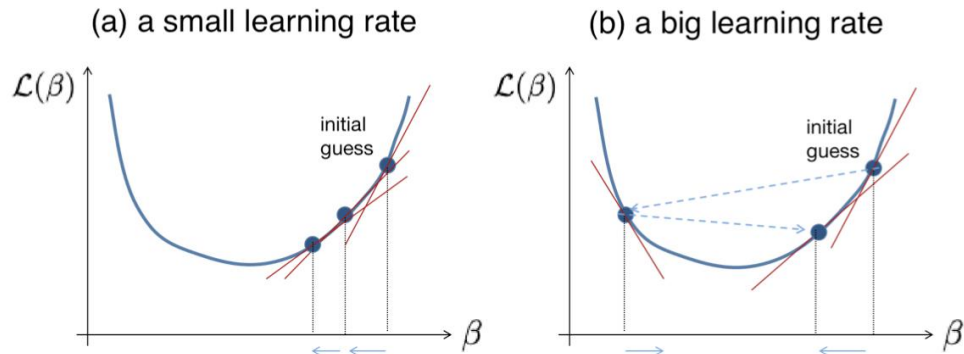 (a) a small learning rate
ℒ(β)
initial
guess
β
(b) a big learning rate
ℒ(β)
initial
guess
β